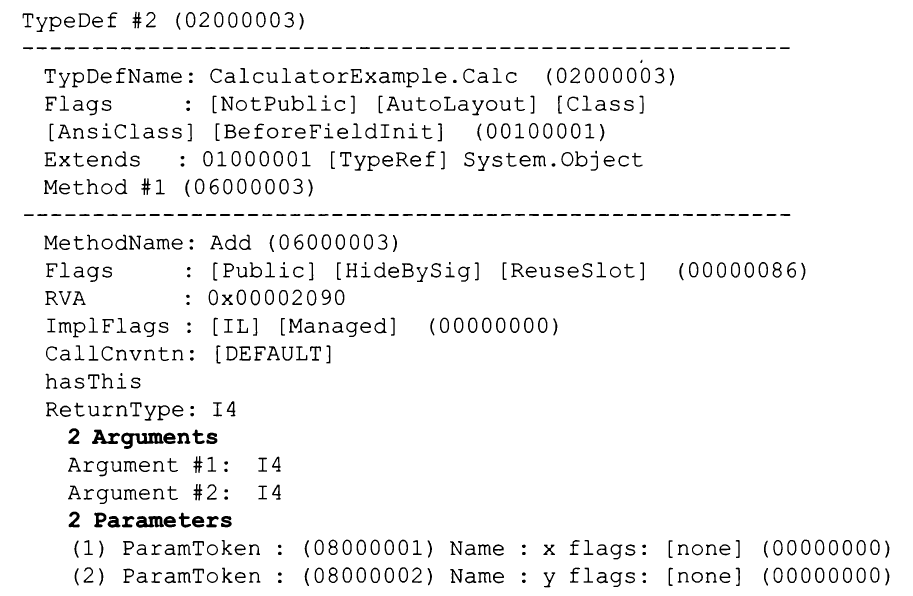 TypeDef #2 (02000003)
-------------------------------------------------------
TypDefName: CalculatorExample.Calc (02000003)
Flags : [NotPublic] [AutoLayout] [Class]
[AnsiClass] [BeforeFieldInit] (00100001)
Extends : 01000001 [TypeRef] System.Object
Method #1 (06000003)
-------------------------------------------------------
MethodName: Add (06000003)
Flags : [Public] [HideBySig] [ReuseSlot] (00000086)
RVA : 0x00002090
ImplFlags : [IL] [Managed] (00000000)
CallCnvntn: [DEFAULT]
hasThis
ReturnType: I4
2 Arguments
Argument #1: I4
Argument #2: I4
2 Parameters
(1) ParamToken : (08000001) Name : x flags: [none] (00000000)
(2) ParamToken : (08000002) Name : y flags: [none] (00000000)